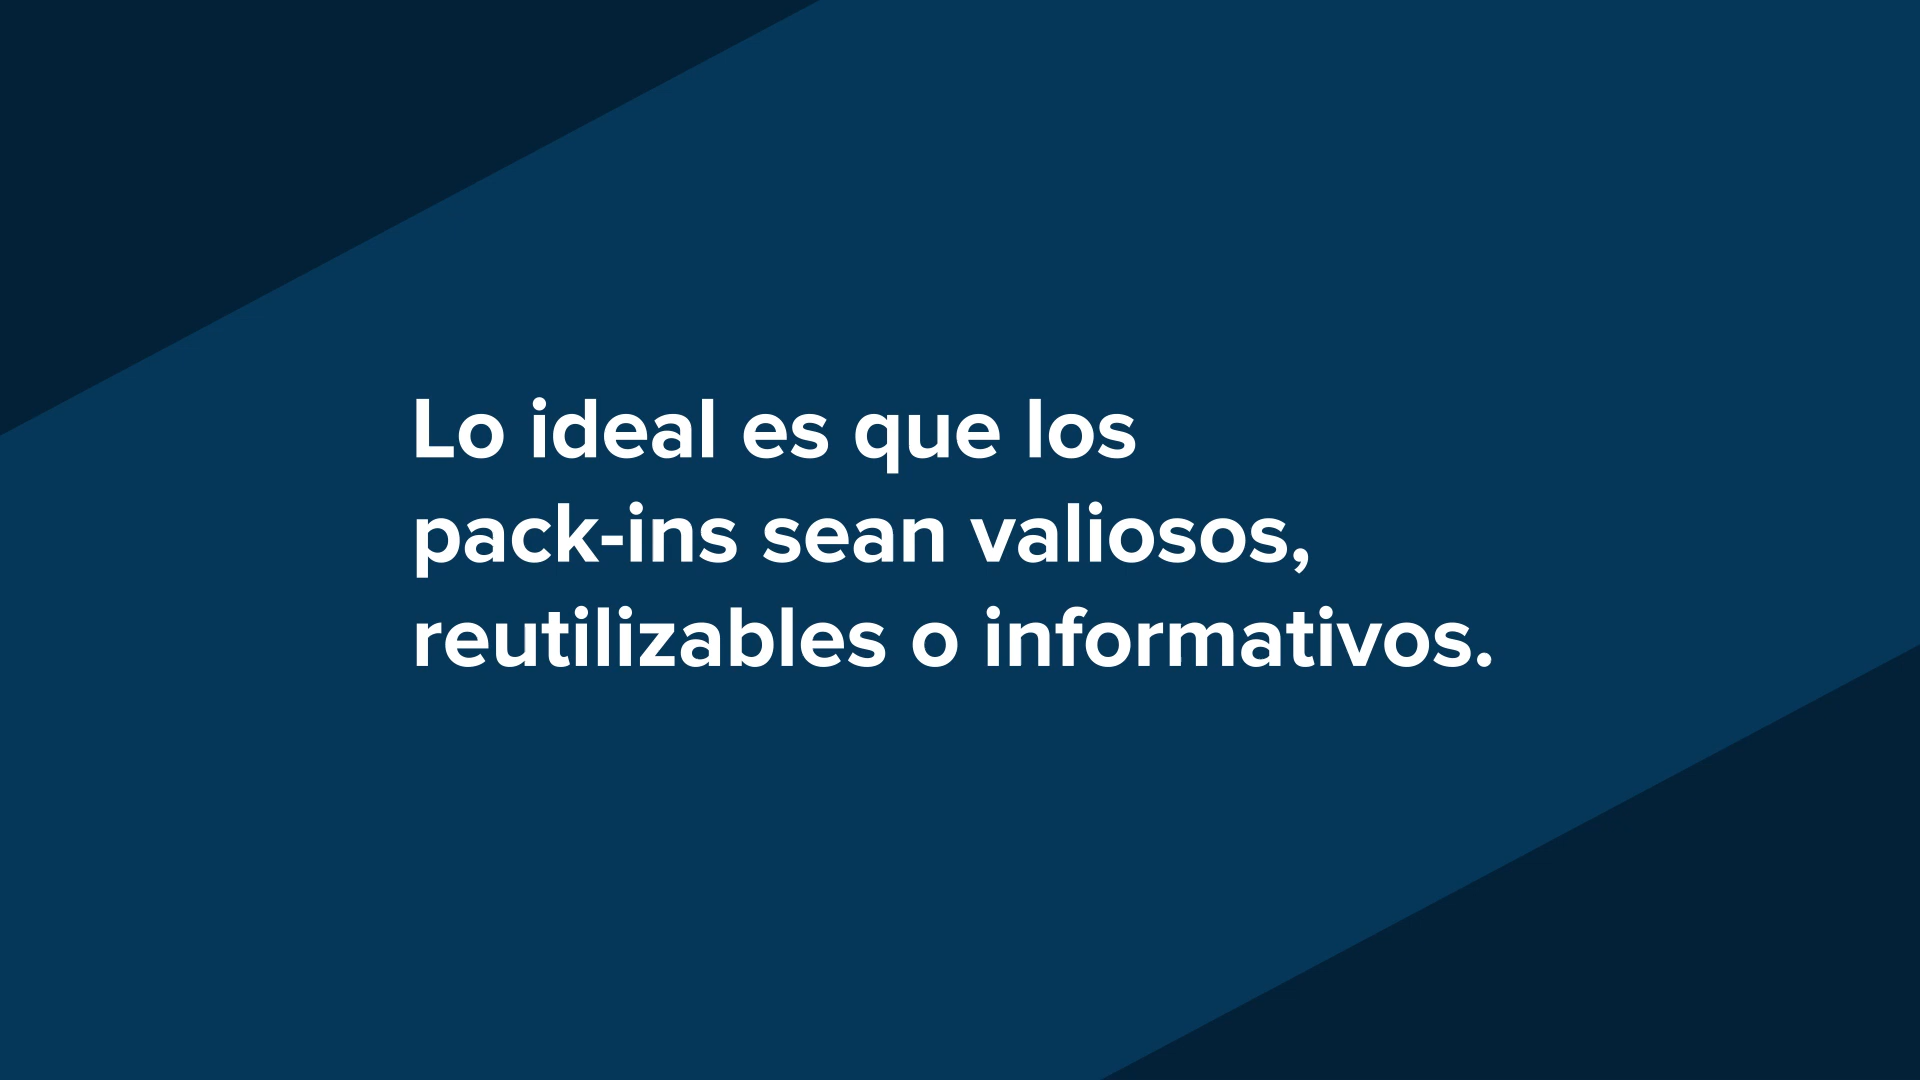 Lo ideal es que los
pack-ins sean valiosos,
reutilizables o informativos.